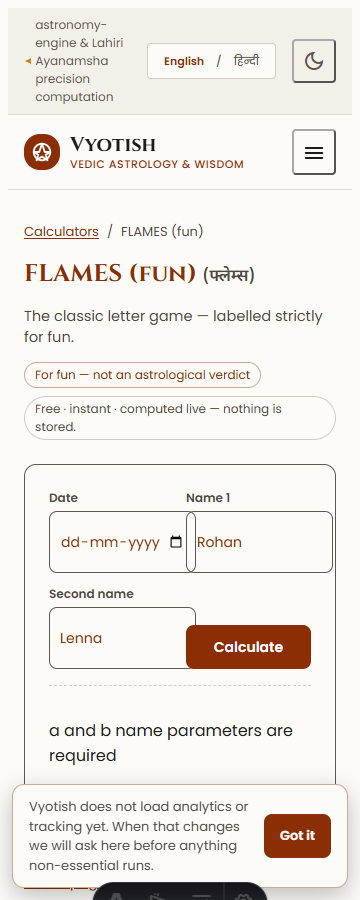 astronomy-
engine & Lahiri
Ayanamsha
precision
computation
English / हिन्दी
Vyotish
VEDIC ASTROLOGY & WISDOM
Calculators / FLAMES (fun)
FLAMES (FUN) (फ्लेम्स)
The classic letter game — labelled strictly
for fun.
For fun — not an astrological verdict
Free · instant · computed live — nothing is
stored.
Date
Name 1
dd-mm-yyyy
Rohan
Second name
Lenna
Calculate
a and b name parameters are
required
Vyotish does not load analytics or
tracking yet. When that changes
we will ask here before anything
non-essential runs.
Got it